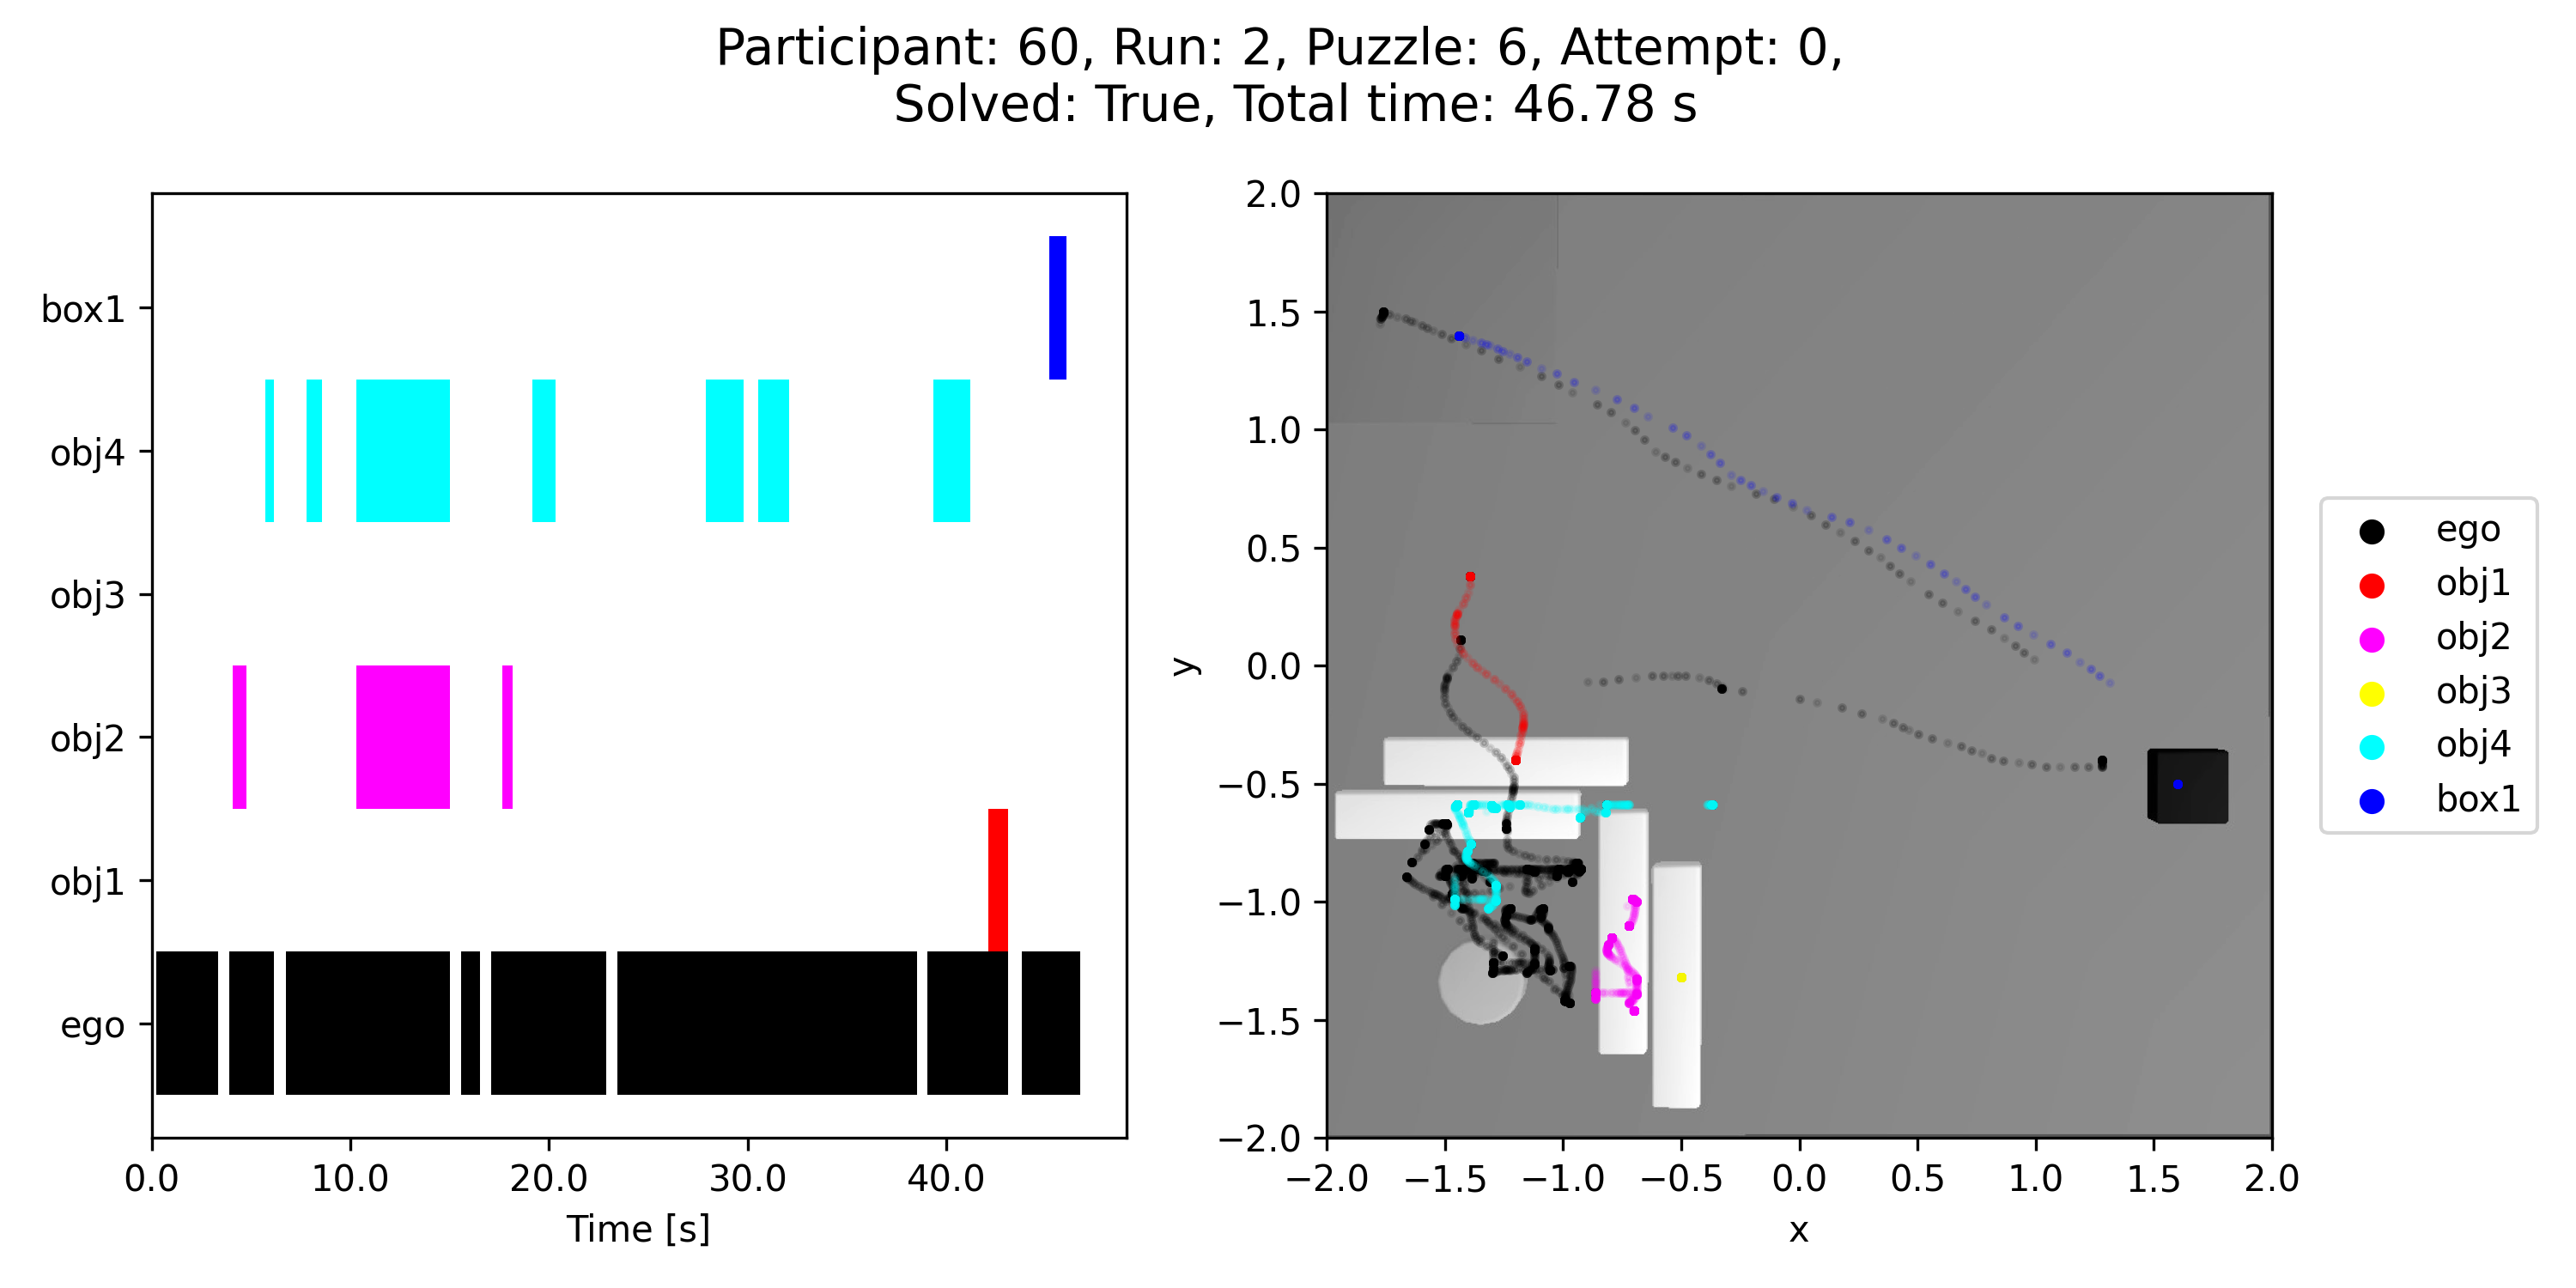 Participant: 60, Run: 2, Puzzle: 6, Attempt: 0,
Solved: True, Total time: 46.78 s
box1
obj4
obj3
obj2
obj1
ego
0.0 10.0 20.0 30.0 40.0
Time [s]
2.0
1.5
1.0
0.5
0.0
−0.5
−1.0
−1.5
−2.0
y
−2.0 −1.5 −1.0 −0.5 0.0 0.5 1.0 1.5 2.0
x
ego
obj1
obj2
obj3
obj4
box1